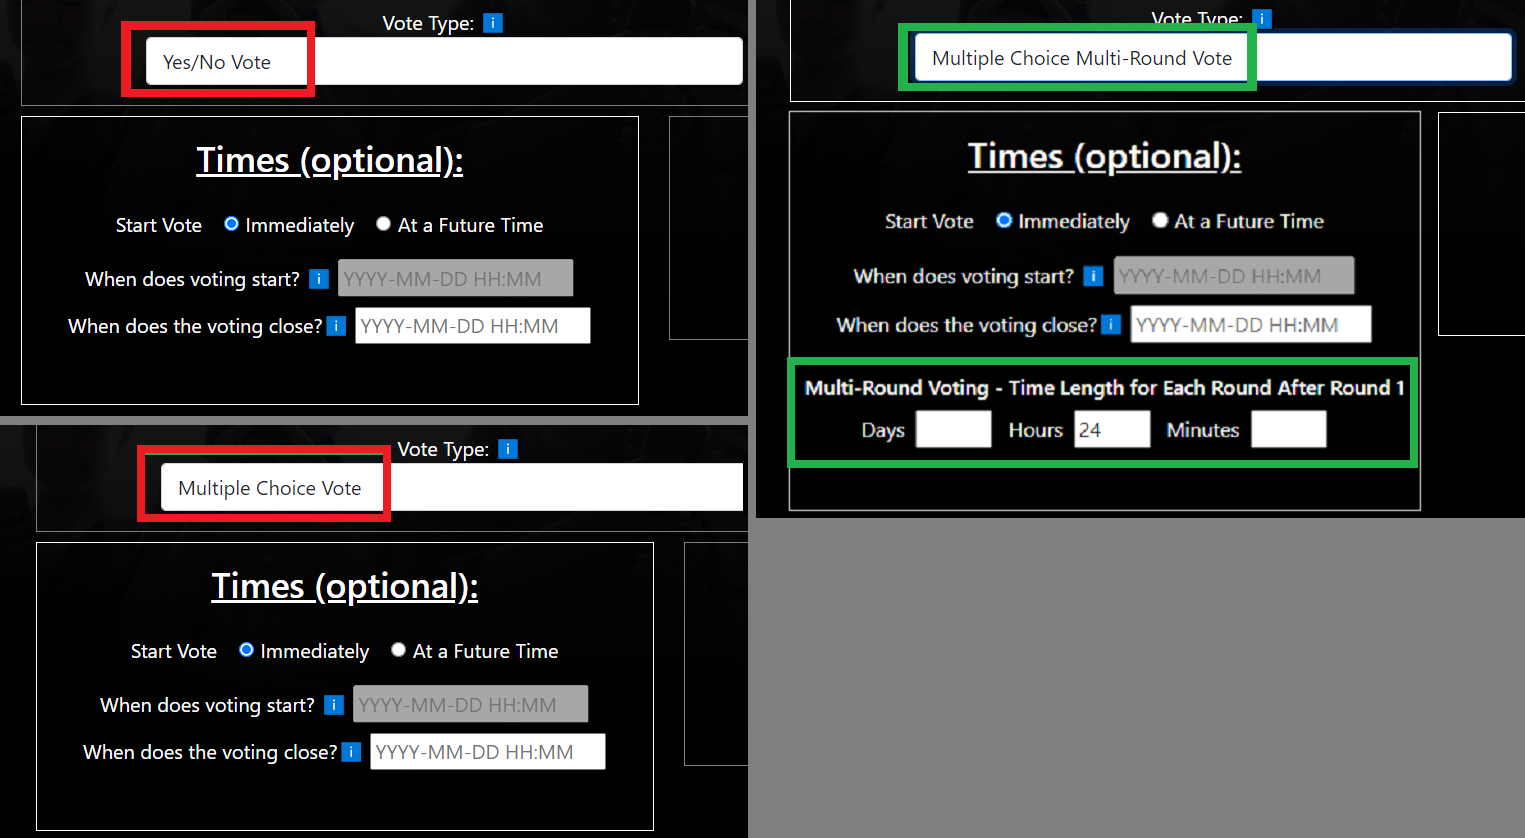 Vote Type: i
Yes/No Vote
Times (optional):
Start Vote Immediately At a Future Time
When does voting start? i YYYY-MM-DD HH:MM
When does the voting close? i YYYY-MM-DD HH:MM
Vote Type: i
Multiple Choice Vote
Times (optional):
Start Vote Immediately At a Future Time
When does voting start? i YYYY-MM-DD HH:MM
When does the voting close? i YYYY-MM-DD HH:MM
Vote Type: i
Multiple Choice Multi-Round Vote
Times (optional):
Start Vote Immediately At a Future Time
When does voting start? i YYYY-MM-DD HH:MM
When does the voting close? i YYYY-MM-DD HH:MM
Multi-Round Voting - Time Length for Each Round After Round 1
Days Hours 24 Minutes